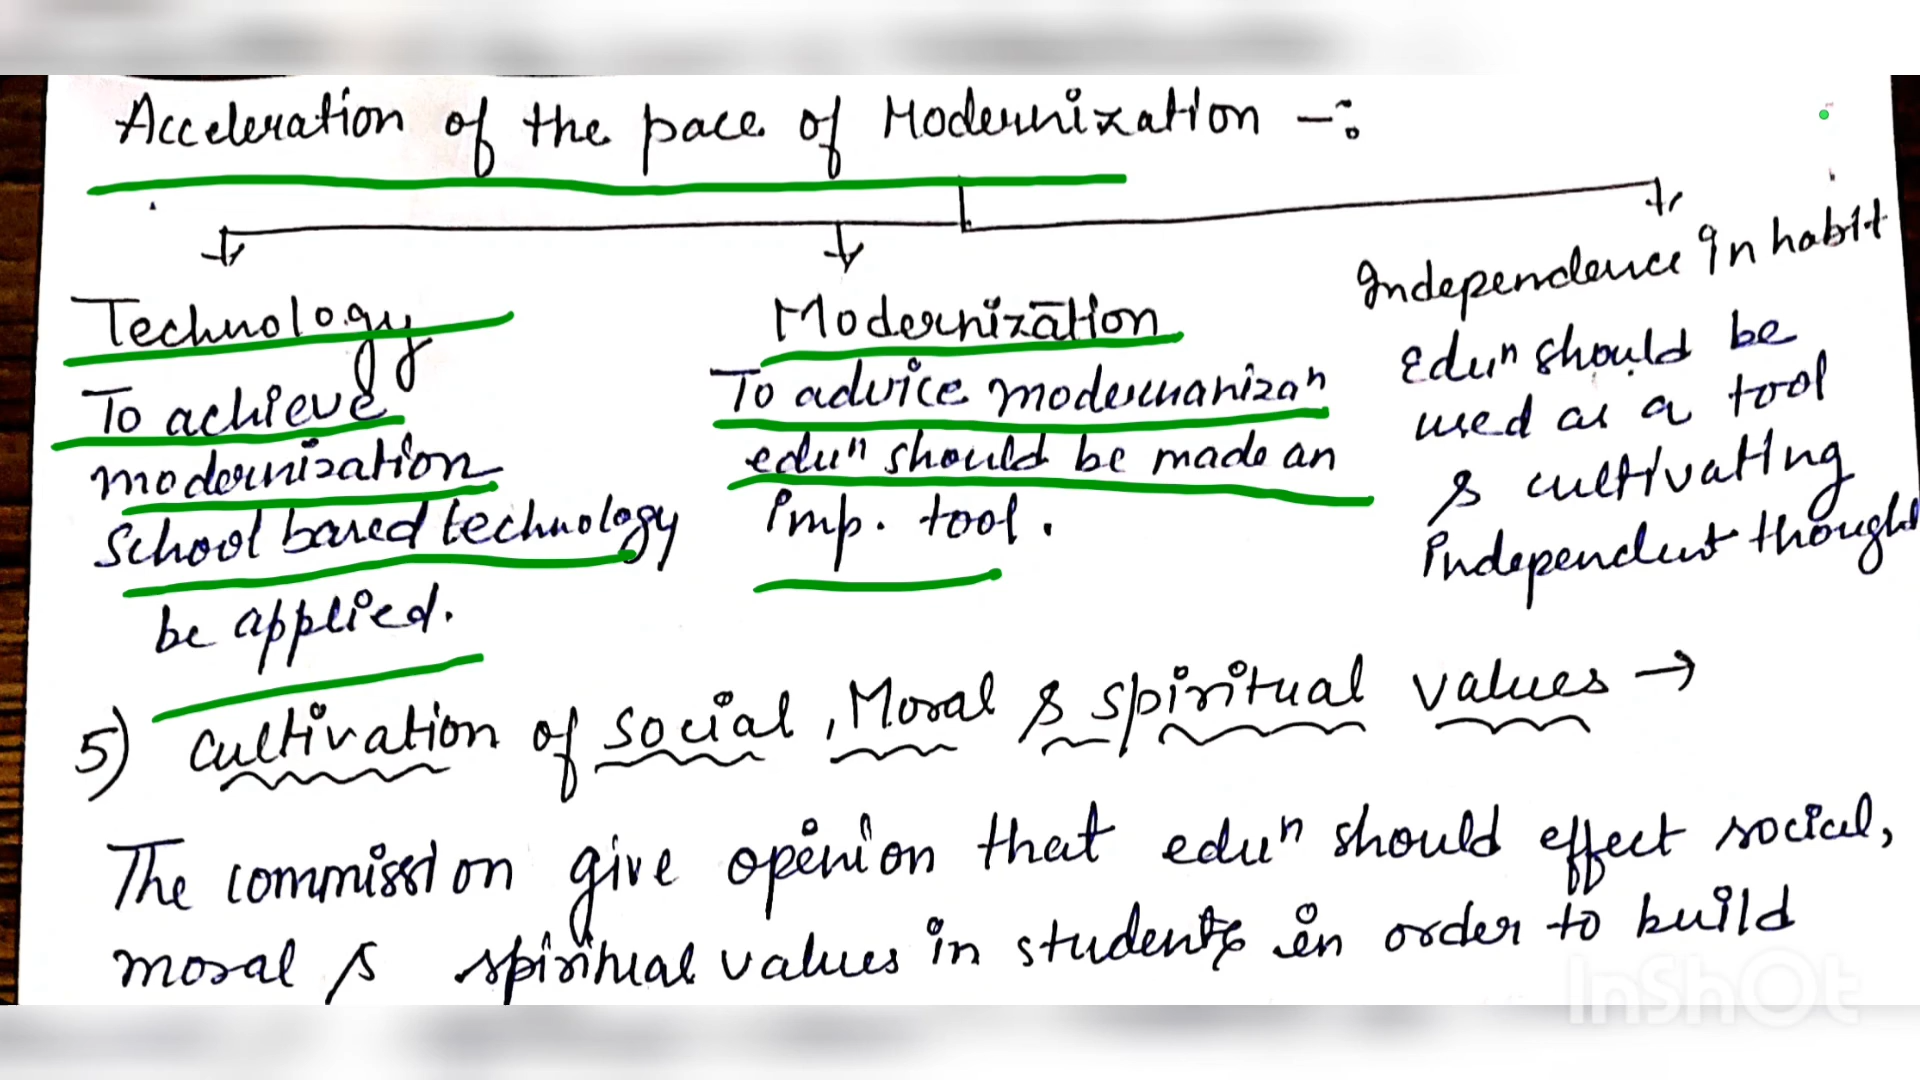 Acceleration of the pace of Modernization -:
Technology
To achieve
modernization
School based technology
be applied.
Modernization
To advice modernanizaⁿ
eduⁿ should be made an
imp. tool.
Independence in habit
Eduⁿ should be
used as a tool
& cultivating
independent thought
5) Cultivation of social, Moral & spiritual values →
The commission give openion that eduⁿ should effect social,
moral & spiritual values in students in order to build
InShOt